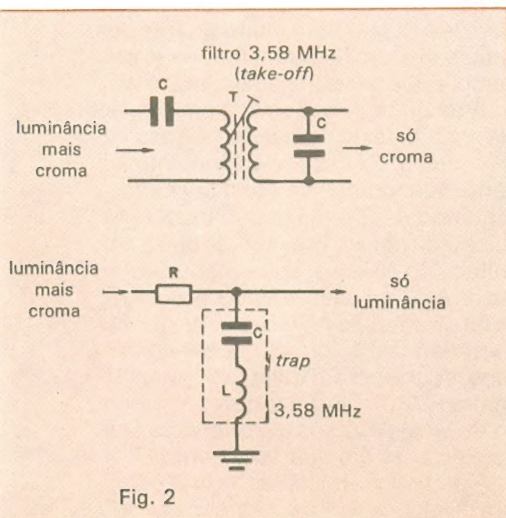 filtro 3,58 MHz
(take-off)
C
T
C
luminância
mais
croma
só
croma
luminância
mais
croma
R
só
luminância
C
trap
L
3,58 MHz
Fig. 2